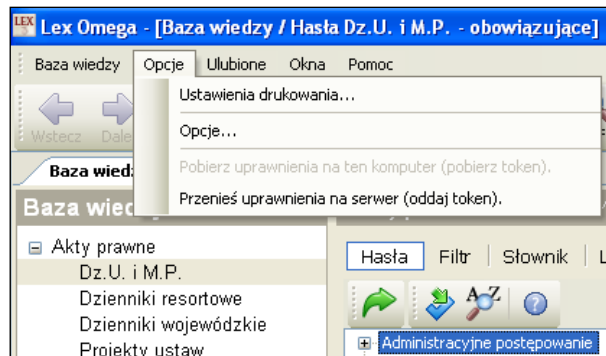 LEX Lex Omega - [Baza wiedzy / Hasła Dz.U. i M.P. - obowiązujące]
Baza wiedzy Opcje Ulubione Okna Pomoc
Ustawienia drukowania...
Opcje...
Wstecz Dale
Pobierz uprawnienia na ten komputer (pobierz token).
Baza wied
Przenieś uprawnienia na serwer (oddaj token).
Baza wied
Akty prawne
Hasła Filtr Słownik L
Dz.U. i M.P.
Dzienniki resortowe
A Z ?
Dzienniki wojewódzkie
Projekty ustaw
Administracyjne postępowanie